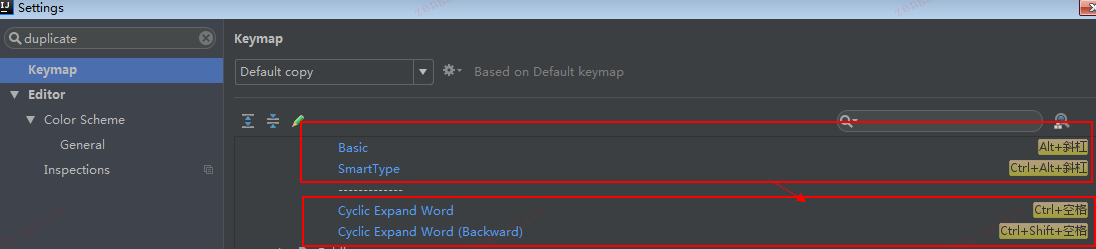 IJ Settings
duplicate
Keymap
Editor
Color Scheme
General
Inspections
Keymap
Default copy
Based on Default keymap
Basic Alt+斜杠
SmartType Ctrl+Alt+斜杠
-------------
Cyclic Expand Word Ctrl+空格
Cyclic Expand Word (Backward) Ctrl+Shift+空格